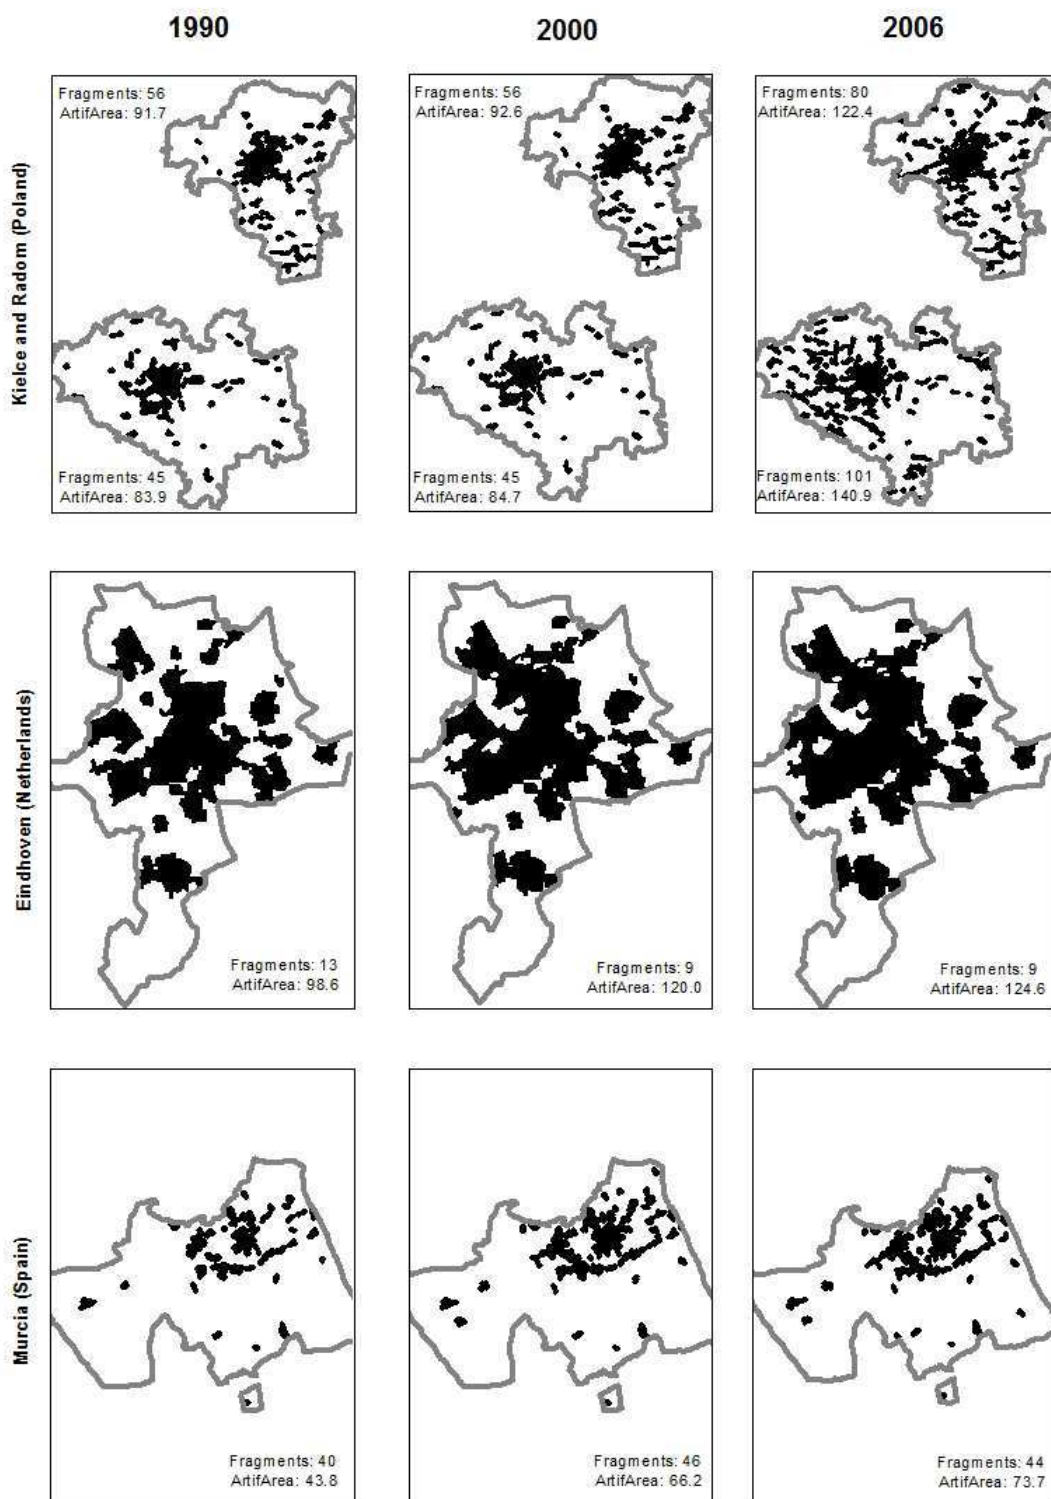 1990
2000
2006
Kielce and Radom (Poland)
Fragments: 56
ArtifArea: 91.7
Fragments: 56
ArtifArea: 92.6
Fragments: 80
ArtifArea: 122.4
Fragments: 45
ArtifArea: 83.9
Fragments: 45
ArtifArea: 84.7
Fragments: 101
ArtifArea: 140.9
Eindhoven (Netherlands)
Fragments: 13
ArtifArea: 98.6
Fragments: 9
ArtifArea: 120.0
Fragments: 9
ArtifArea: 124.6
Murcia (Spain)
Fragments: 40
ArtifArea: 43.8
Fragments: 46
ArtifArea: 66.2
Fragments: 44
ArtifArea: 73.7